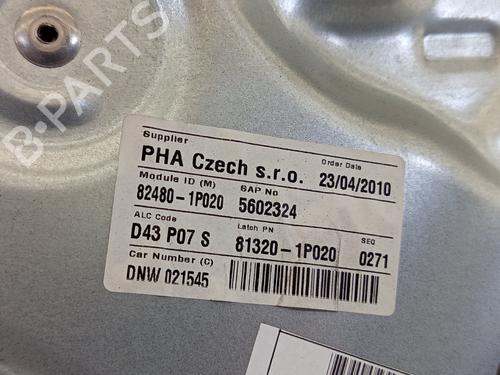 B-PARTS
Supplier
PHA Czech s.r.o.
Order Date
23/04/2010
Module ID (M)
SAP No
82480-1P020 5602324
ALC Code
Latch PN
SEQ
D43 P07 S
81320-1P020
0271
Car Number (C)
DNW 021545
B-PARTS